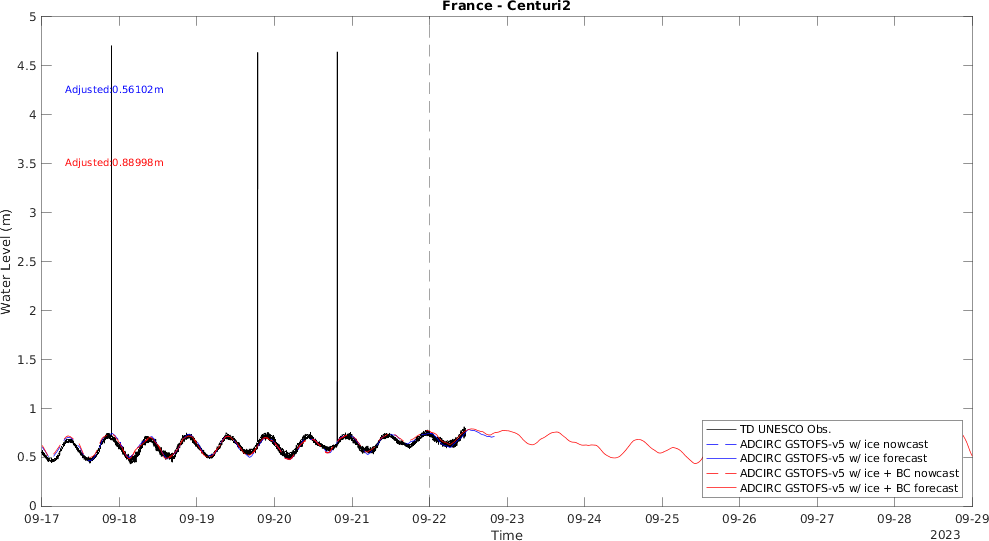 France - Centuri2
5
4.5
4
3.5
3
2.5
2
1.5
1
0.5
0
Water Level (m)
Adjusted:0.56102m
Adjusted:0.88998m
TD UNESCO Obs.
ADCIRC GSTOFS-v5 w/ ice nowcast
ADCIRC GSTOFS-v5 w/ ice forecast
ADCIRC GSTOFS-v5 w/ ice + BC nowcast
ADCIRC GSTOFS-v5 w/ ice + BC forecast
09-17 09-18 09-19 09-20 09-21 09-22 09-23 09-24 09-25 09-26 09-27 09-28 09-29
Time
2023